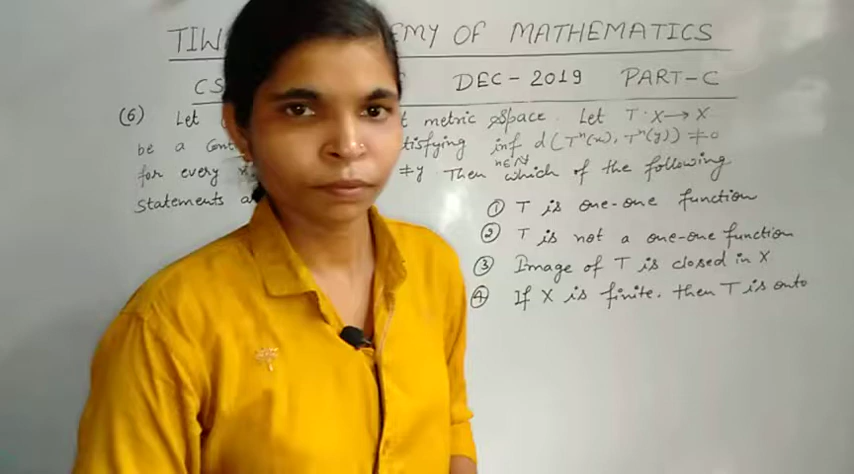 TIW EMY OF MATHEMATICS
CS DEC-2019 PART-C
(6) Let metric space. Let T: X→X
be a inf d(Tⁿ(x), Tⁿ(y)) ≠0
n∈N
for every ≠y Then which of the following
statements
① T is one-one function
② T is not a one-one function
③ Image of T is closed in X
④ If X is finite, then T is onto